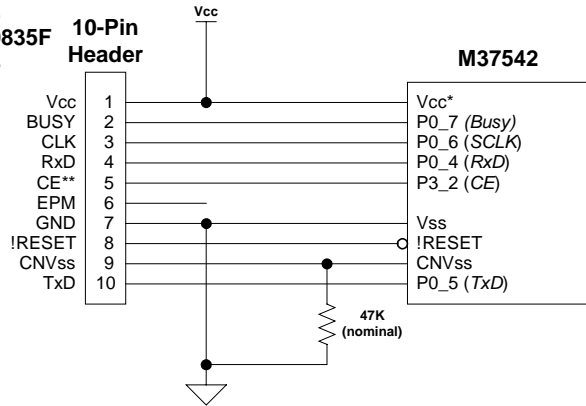 Vcc
835F
10-Pin
Header
M37542
Vcc 1 Vcc*
BUSY 2 P0_7 (Busy)
CLK 3 P0_6 (SCLK)
RxD 4 P0_4 (RxD)
CE** 5 P3_2 (CE)
EPM 6
GND 7 Vss
!RESET 8 !RESET
CNVss 9 CNVss
TxD 10 P0_5 (TxD)
47K
(nominal)